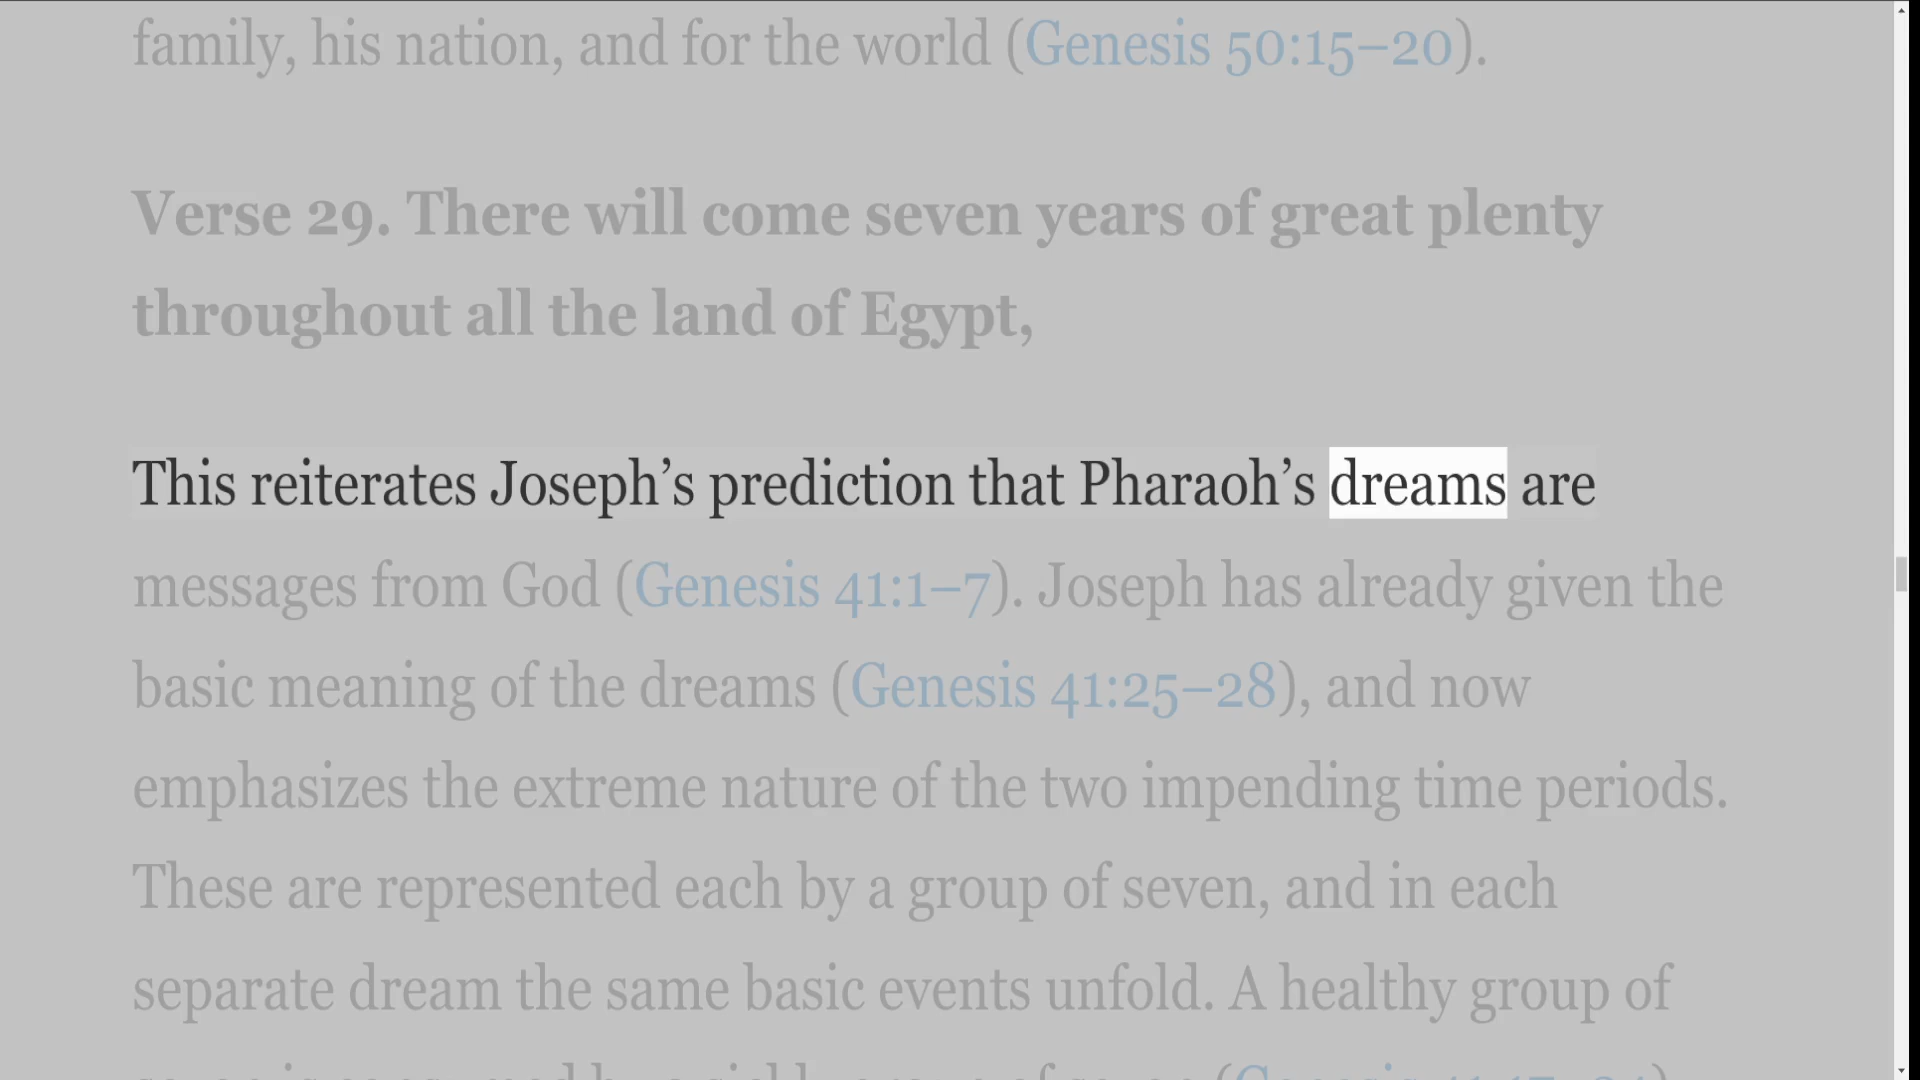 family, his nation, and for the world (Genesis 50:15–20).
Verse 29. There will come seven years of great plenty
throughout all the land of Egypt,
This reiterates Joseph’s prediction that Pharaoh’s dreams are
messages from God (Genesis 41:1–7). Joseph has already given the
basic meaning of the dreams (Genesis 41:25–28), and now
emphasizes the extreme nature of the two impending time periods.
These are represented each by a group of seven, and in each
separate dream the same basic events unfold. A healthy group of